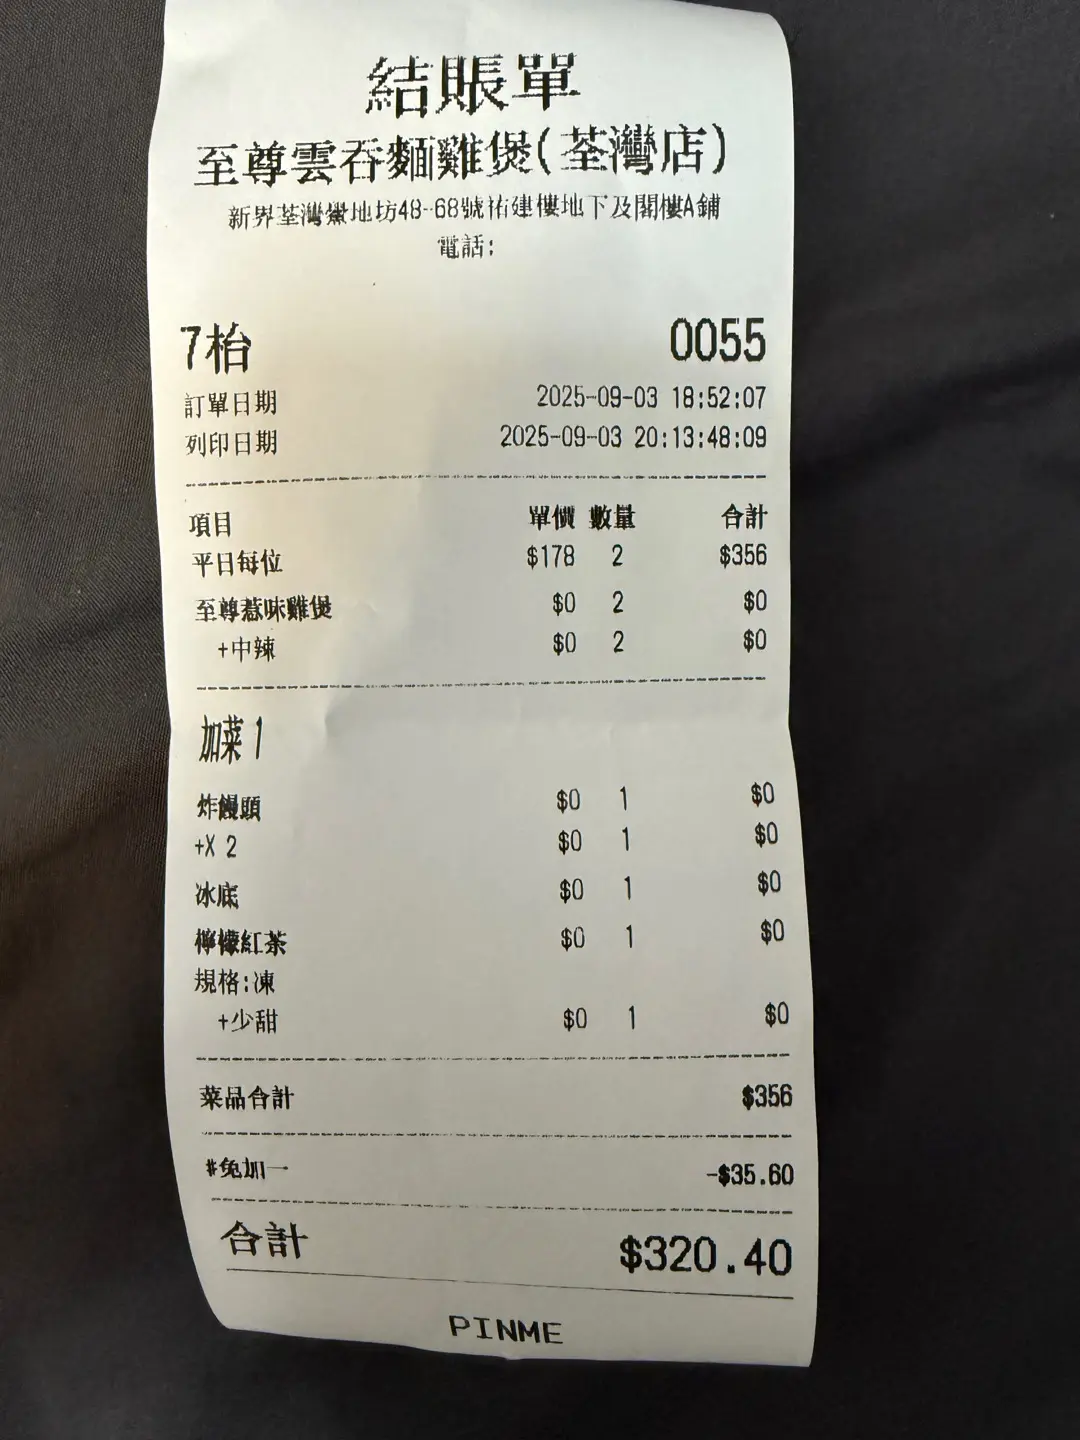 結賬單
至尊雲吞麵雞煲(荃灣店)
新界荃灣鱟地坊48-68號祐建樓地下及閣樓A鋪
電話:
7枱 0055
訂單日期 2025-09-03 18:52:07
列印日期 2025-09-03 20:13:48:09
項目 單價 數量 合計
平日每位 $178 2 $356
至尊惹味雞煲 $0 2 $0
+中辣 $0 2 $0
加菜 1
炸饅頭 $0 1 $0
+X 2 $0 1 $0
冰底 $0 1 $0
檸檬紅茶 $0 1 $0
規格:凍
+少甜 $0 1 $0
菜品合計 $356
#免加一 -$35.60
合計 $320.40
PINME